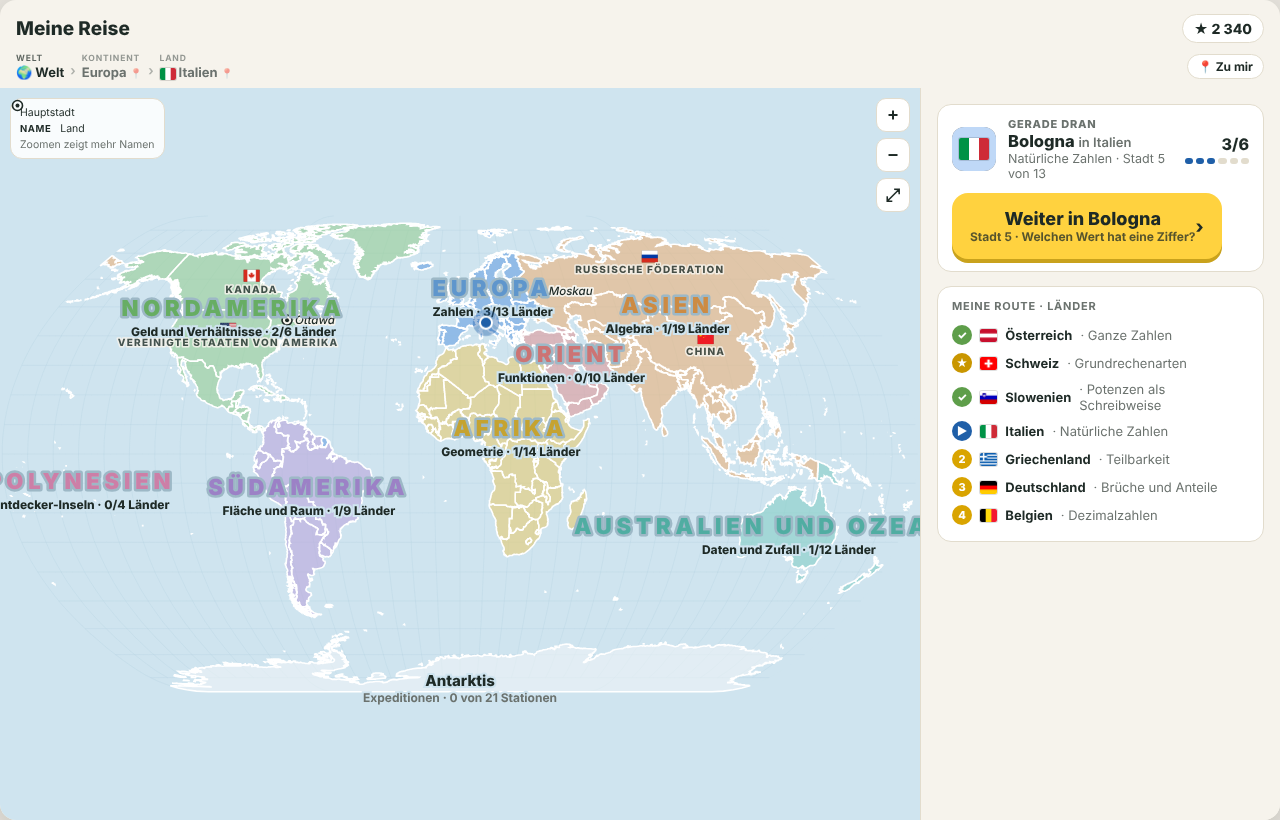 Meine Reise
★ 2 340
WELT
KONTINENT
LAND
Welt
›
Europa
›
Italien
Zu mir
Hauptstadt
NAME Land
Zoomen zeigt mehr Namen
+
−
KANADA
NORDAMERIKA
Ottawa
Geld und Verhältnisse · 2/6 Länder
VEREINIGTE STAATEN VON AMERIKA
EUROPA
Moskau
Zahlen · 3/13 Länder
RUSSISCHE FÖDERATION
ASIEN
Algebra · 1/19 Länder
CHINA
ORIENT
Funktionen · 0/10 Länder
AFRIKA
Geometrie · 1/14 Länder
POLYNESIEN
ntdecker-Inseln · 0/4 Länder
SÜDAMERIKA
Fläche und Raum · 1/9 Länder
AUSTRALIEN UND OZEA
Daten und Zufall · 1/12 Länder
Antarktis
Expeditionen · 0 von 21 Stationen
GERADE DRAN
Bologna in Italien
Natürliche Zahlen · Stadt 5
von 13
3/6
Weiter in Bologna
Stadt 5 · Welchen Wert hat eine Ziffer?
›
MEINE ROUTE · LÄNDER
Österreich · Ganze Zahlen
★ Schweiz · Grundrechenarten
Slowenien · Potenzen als
Schreibweise
Italien · Natürliche Zahlen
2 Griechenland · Teilbarkeit
3 Deutschland · Brüche und Anteile
4 Belgien · Dezimalzahlen